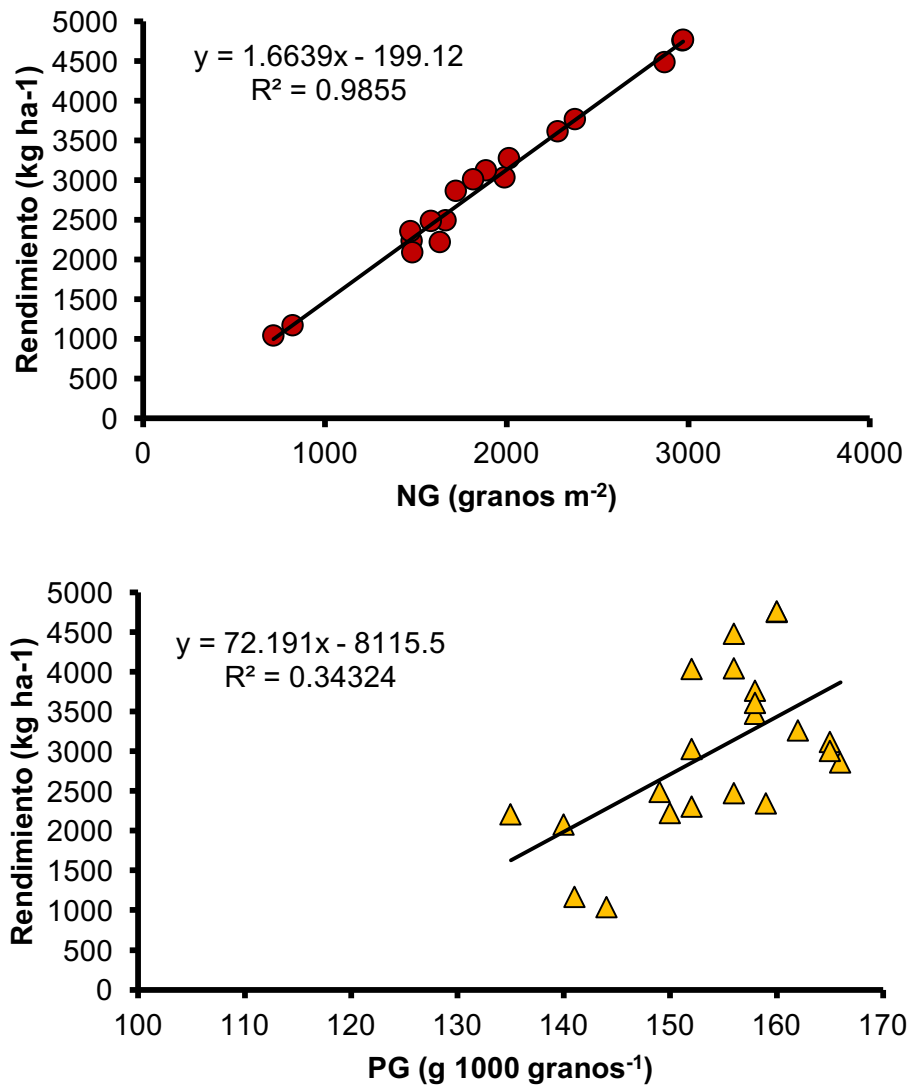 5000
4500
4000
3500
3000
2500
2000
1500
1000
500
0
Rendimiento (kg ha-1)
y = 1.6639x - 199.12
R² = 0.9855
0 1000 2000 3000 4000
NG (granos m⁻²)
5000
4500
4000
3500
3000
2500
2000
1500
1000
500
0
Rendimiento (kg ha-1)
y = 72.191x - 8115.5
R² = 0.34324
100 110 120 130 140 150 160 170
PG (g 1000 granos⁻¹)